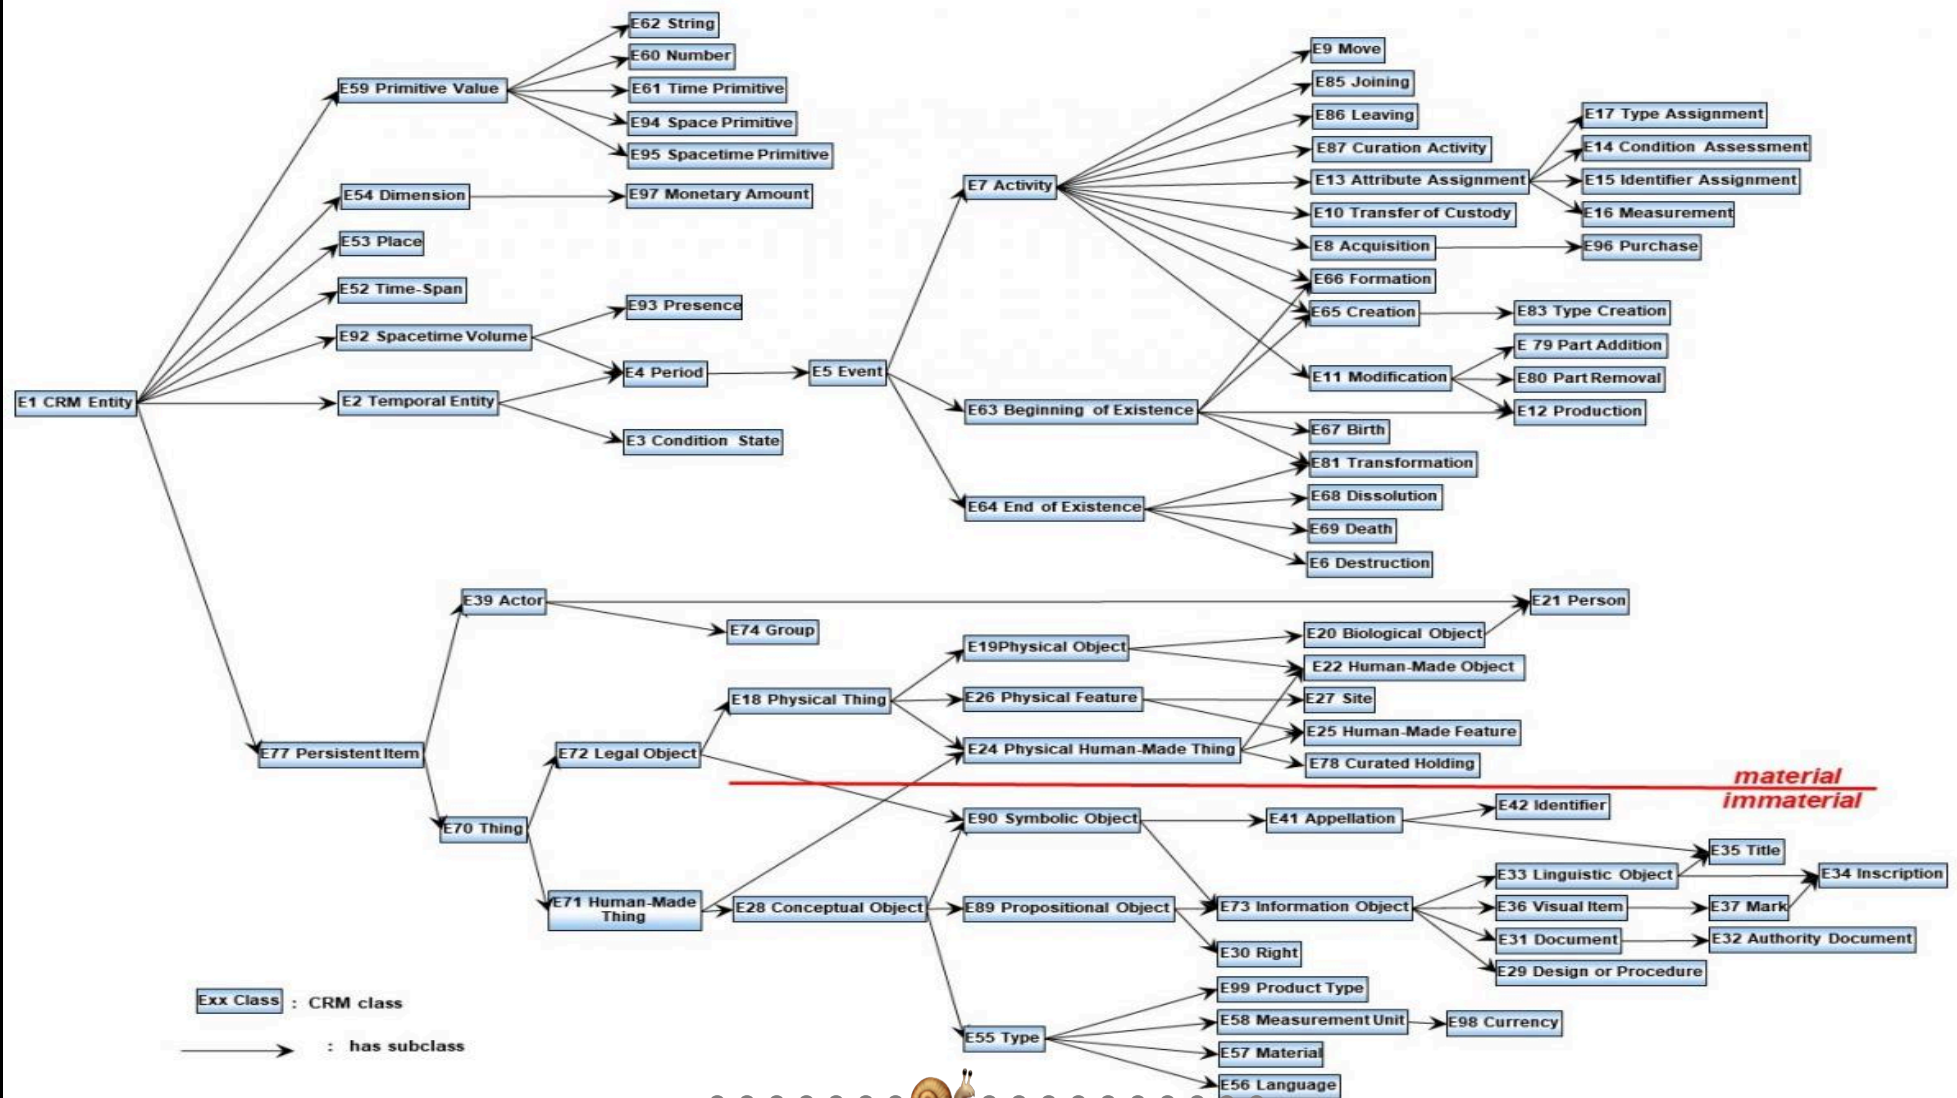 E62 String
E60 Number
E59 Primitive Value
E61 Time Primitive
E94 Space Primitive
E95 Spacetime Primitive
E54 Dimension
E97 Monetary Amount
E53 Place
E52 Time-Span
E93 Presence
E92 Spacetime Volume
E4 Period
E5 Event
E1 CRM Entity
E2 Temporal Entity
E3 Condition State
E9 Move
E85 Joining
E86 Leaving
E17 Type Assignment
E87 Curation Activity
E14 Condition Assessment
E7 Activity
E13 Attribute Assignment
E15 Identifier Assignment
E10 Transfer of Custody
E16 Measurement
E8 Acquisition
E96 Purchase
E66 Formation
E65 Creation
E83 Type Creation
E 79 Part Addition
E11 Modification
E80 Part Removal
E63 Beginning of Existence
E12 Production
E67 Birth
E81 Transformation
E64 End of Existence
E68 Dissolution
E69 Death
E6 Destruction
E39 Actor
E21 Person
E74 Group
E20 Biological Object
E19Physical Object
E22 Human-Made Object
E18 Physical Thing
E26 Physical Feature
E27 Site
E25 Human-Made Feature
E77 Persistent Item
E72 Legal Object
E24 Physical Human-Made Thing
E78 Curated Holding
material
immaterial
E70 Thing
E90 Symbolic Object
E41 Appellation
E42 Identifier
E35 Title
E33 Linguistic Object
E34 Inscription
E71 Human-Made
Thing
E28 Conceptual Object
E89 Propositional Object
E73 Information Object
E36 Visual Item
E37 Mark
E31 Document
E32 Authority Document
E30 Right
E29 Design or Procedure
E99 Product Type
E58 Measurement Unit
E98 Currency
E55 Type
E57 Material
E56 Language
Exx Class : CRM class
: has subclass